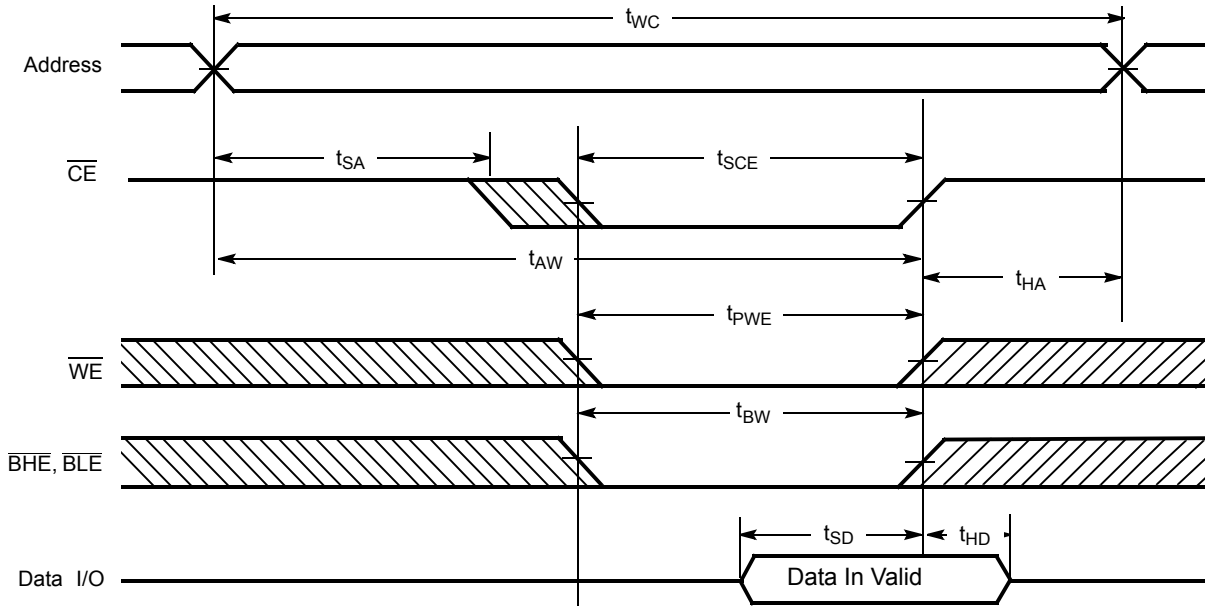 tWC
Address
tSA
tSCE
CE
tAW
tHA
tPWE
WE
tBW
BHE, BLE
tSD
tHD
Data I/O
Data In Valid